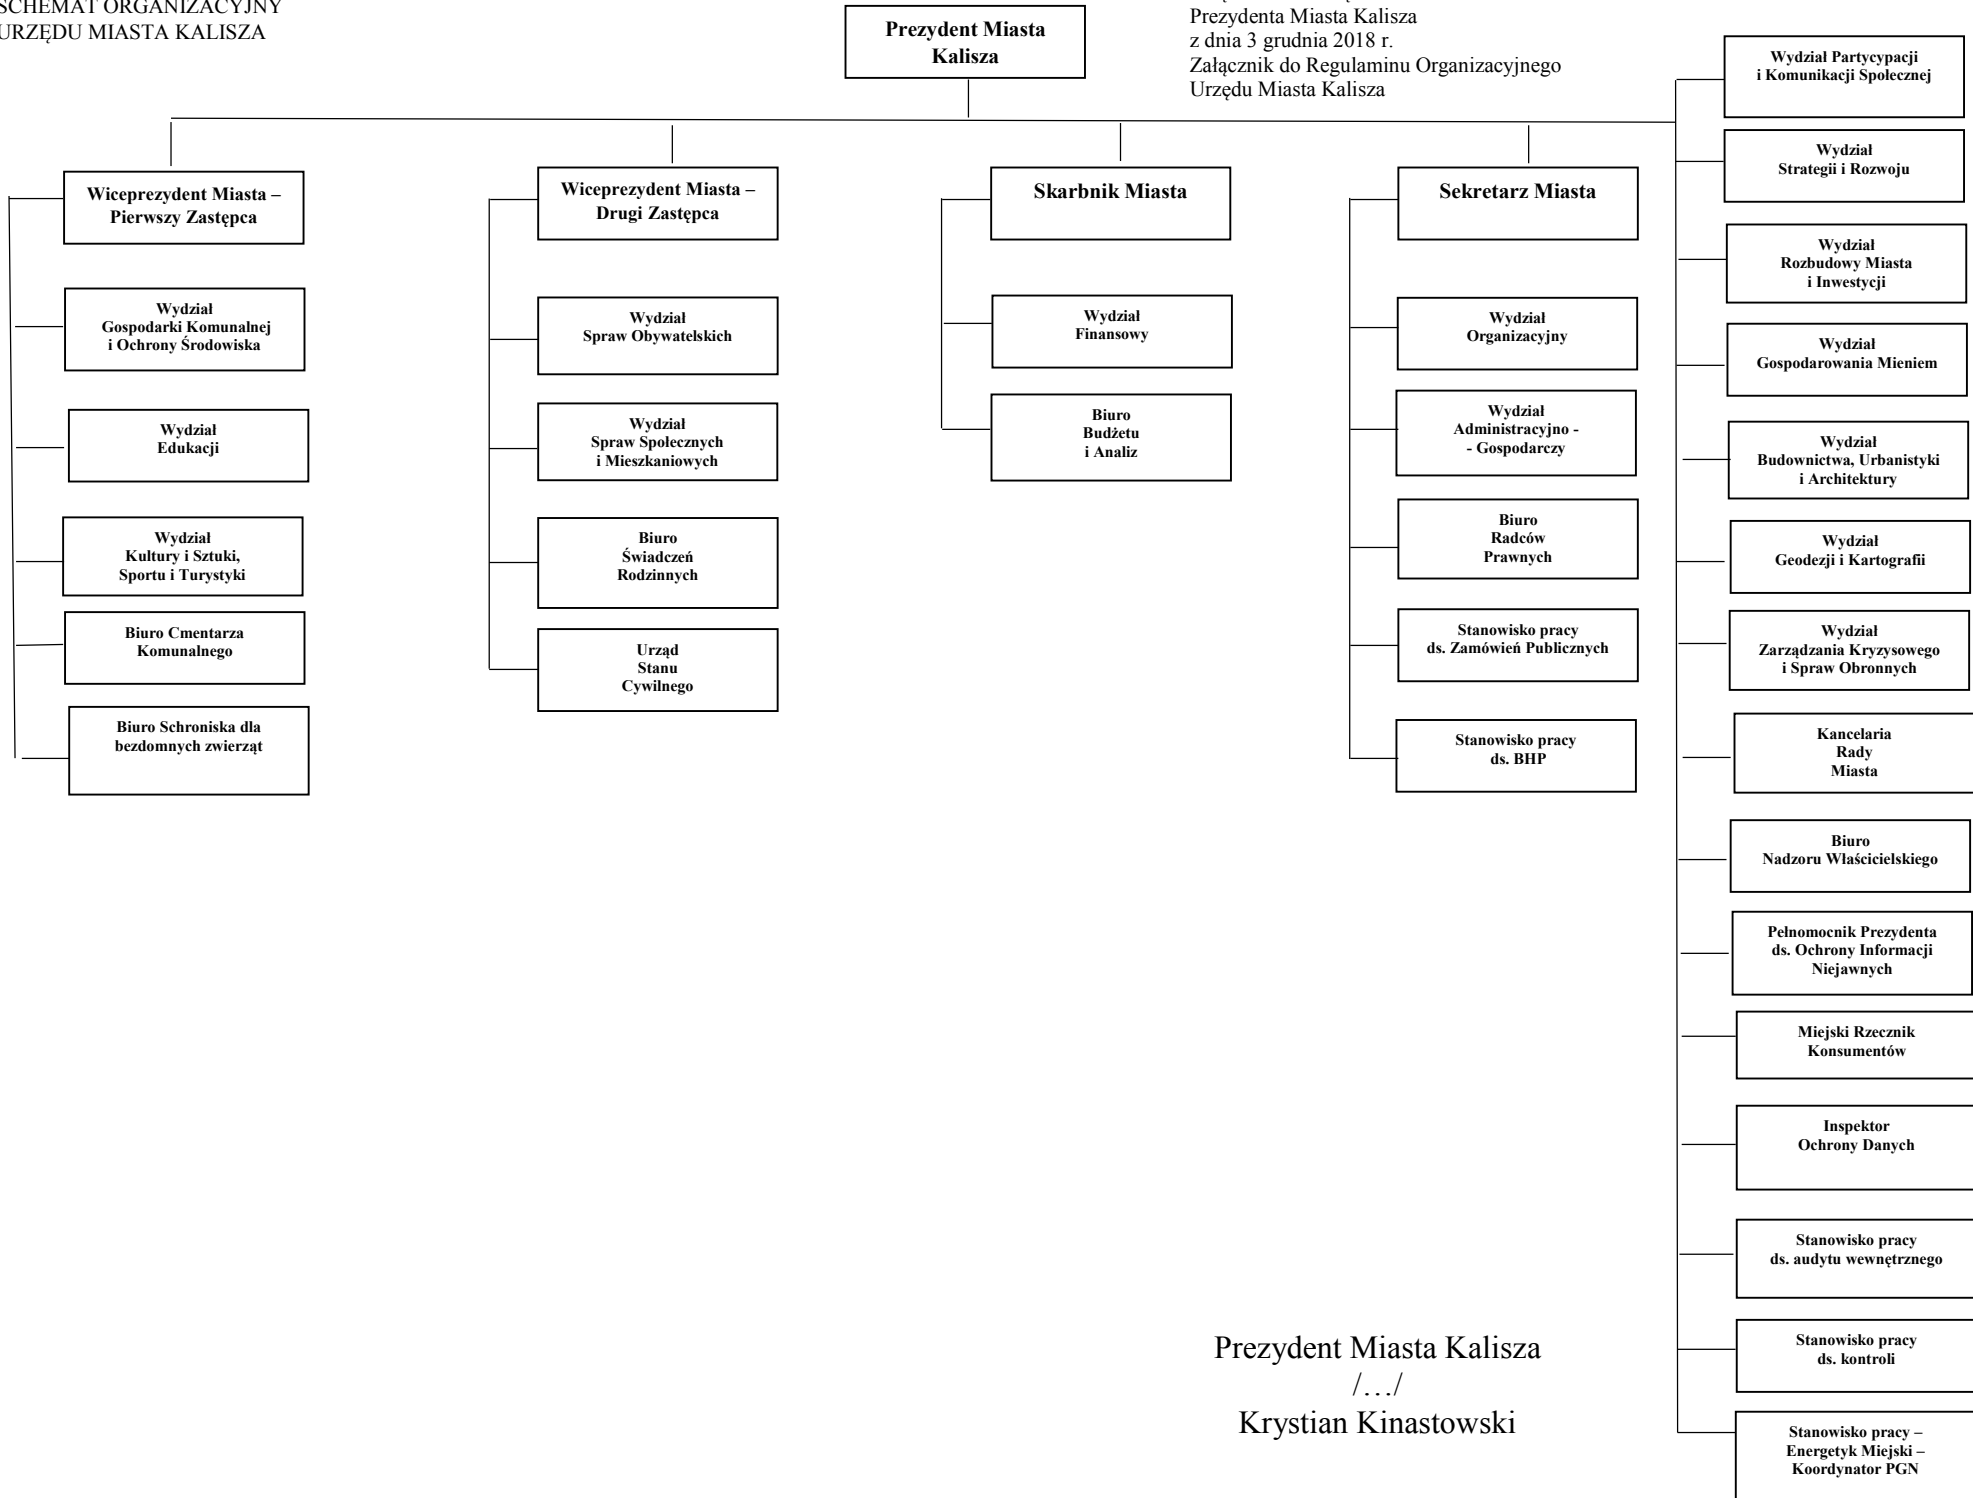 SCHEMAT ORGANIZACYJNY
URZĘDU MIASTA KALISZA
Prezydent Miasta
Kalisza
Prezydenta Miasta Kalisza
z dnia 3 grudnia 2018 r.
Załącznik do Regulaminu Organizacyjnego
Urzędu Miasta Kalisza
Wiceprezydent Miasta –
Pierwszy Zastępca
Wydział
Gospodarki Komunalnej
i Ochrony Środowiska
Wydział
Edukacji
Wydział
Kultury i Sztuki,
Sportu i Turystyki
Biuro Cmentarza
Komunalnego
Biuro Schroniska dla
bezdomnych zwierząt
Wiceprezydent Miasta –
Drugi Zastępca
Wydział
Spraw Obywatelskich
Wydział
Spraw Społecznych
i Mieszkaniowych
Biuro
Świadczeń
Rodzinnych
Urząd
Stanu
Cywilnego
Skarbnik Miasta
Wydział
Finansowy
Biuro
Budżetu
i Analiz
Sekretarz Miasta
Wydział
Organizacyjny
Wydział
Administracyjno -
- Gospodarczy
Biuro
Radców
Prawnych
Stanowisko pracy
ds. Zamówień Publicznych
Stanowisko pracy
ds. BHP
Wydział Partycypacji
i Komunikacji Społecznej
Wydział
Strategii i Rozwoju
Wydział
Rozbudowy Miasta
i Inwestycji
Wydział
Gospodarowania Mieniem
Wydział
Budownictwa, Urbanistyki
i Architektury
Wydział
Geodezji i Kartografii
Wydział
Zarządzania Kryzysowego
i Spraw Obronnych
Kancelaria
Rady
Miasta
Biuro
Nadzoru Właścicielskiego
Pełnomocnik Prezydenta
ds. Ochrony Informacji
Niejawnych
Miejski Rzecznik
Konsumentów
Inspektor
Ochrony Danych
Stanowisko pracy
ds. audytu wewnętrznego
Stanowisko pracy
ds. kontroli
Stanowisko pracy –
Energetyk Miejski –
Koordynator PGN
Prezydent Miasta Kalisza
/…/
Krystian Kinastowski